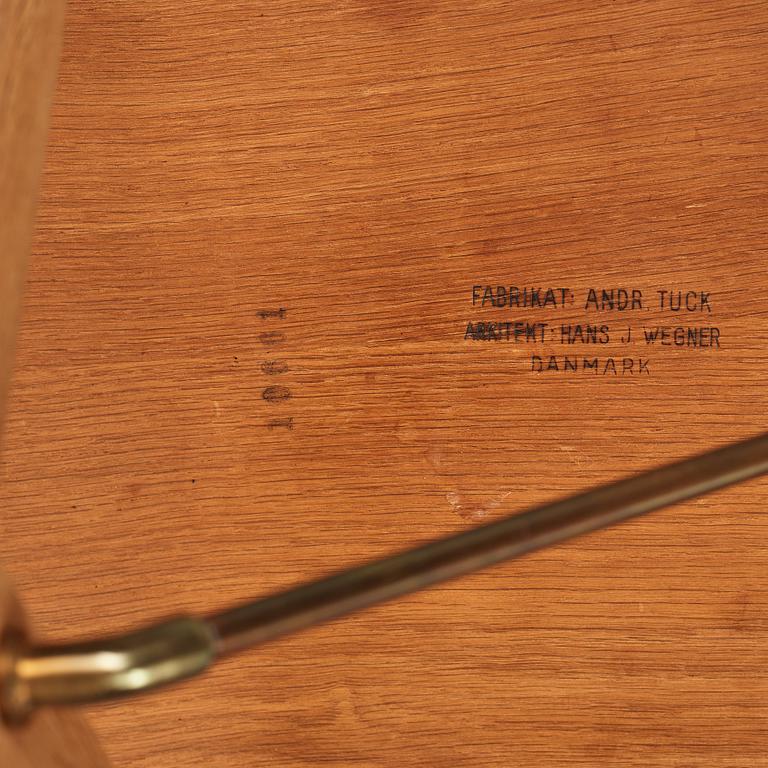 FABRIKAT: ANDR. TUCK
ARKITEKT: HANS J. WEGNER
DANMARK